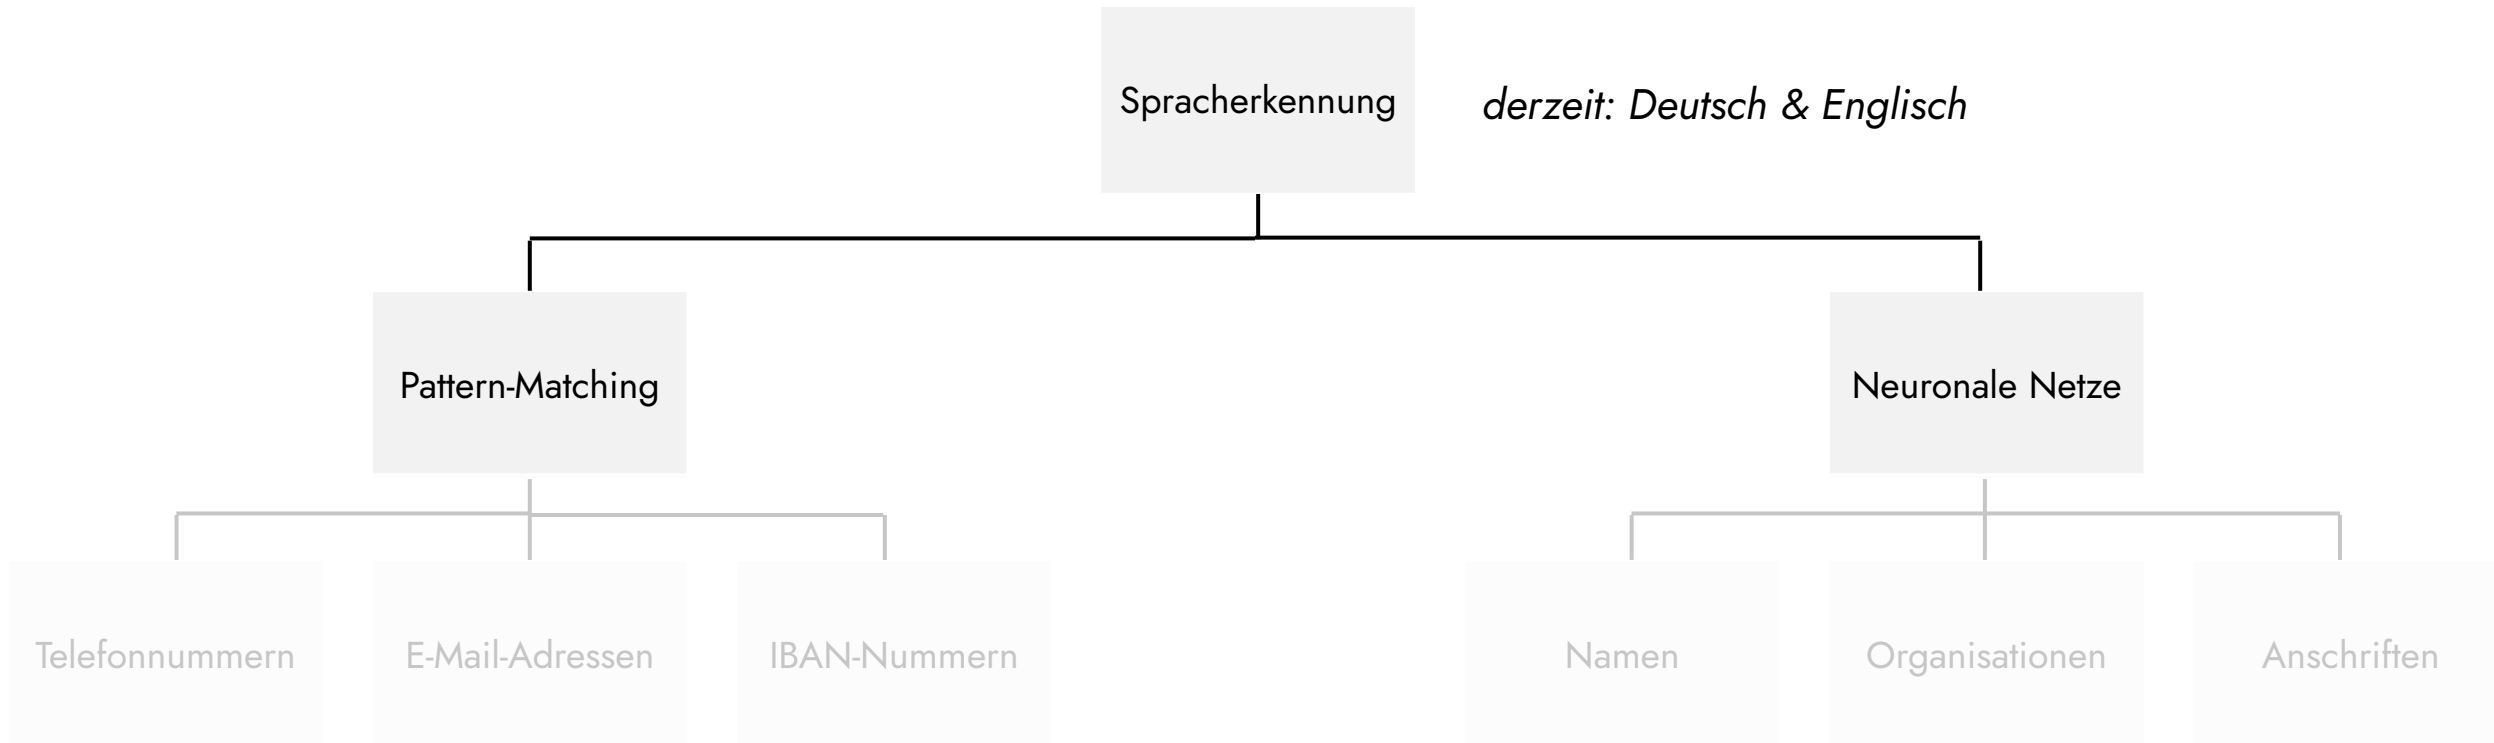 Spracherkennung
derzeit: Deutsch & Englisch
Pattern-Matching
Neuronale Netze
Telefonnummern
E-Mail-Adressen
IBAN-Nummern
Namen
Organisationen
Anschriften